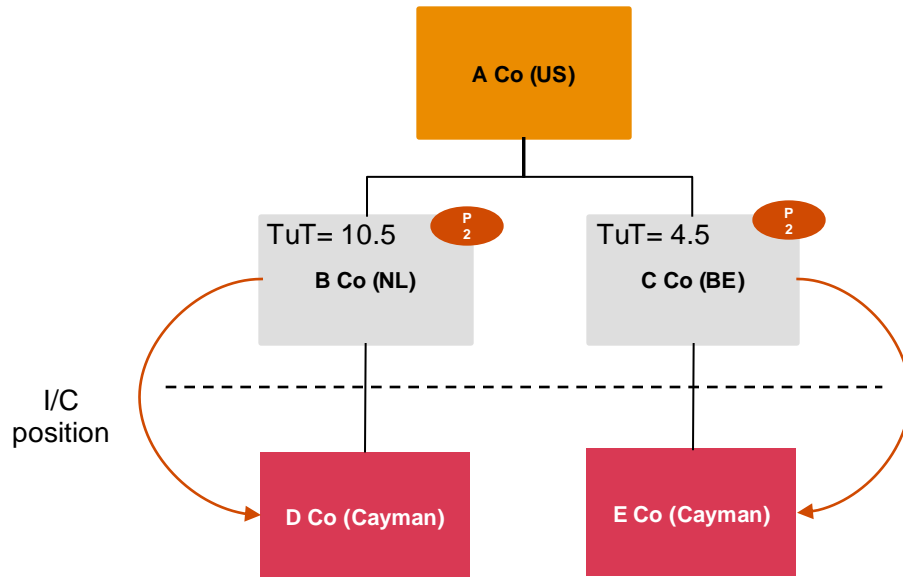 A Co (US)
TuT= 10.5
P
2
B Co (NL)
TuT= 4.5
P
2
C Co (BE)
I/C
position
D Co (Cayman)
E Co (Cayman)